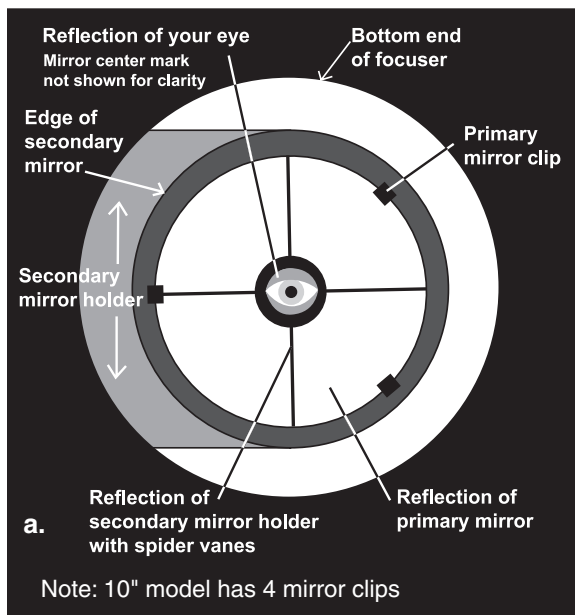 Reflection of your eye
Mirror center mark
not shown for clarity
Bottom end
of focuser
Edge of
secondary
mirror
Primary
mirror clip
Secondary
mirror holder
Reflection of
secondary mirror holder
with spider vanes
Reflection of
primary mirror
a.
Note: 10" model has 4 mirror clips